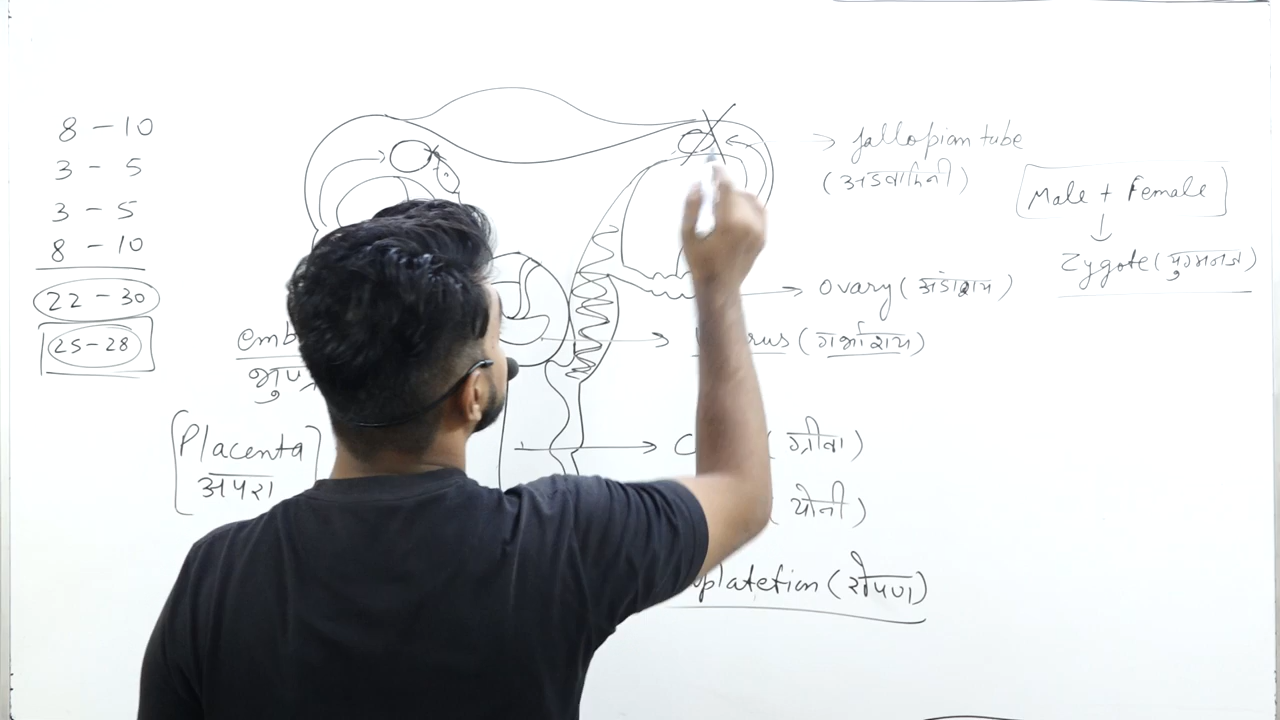 8 - 10
3 - 5
3 - 5
8 - 10
22 - 30
25 - 28
Placenta
अपरा
→ fallopian tube
(अंडवाहिनी)
Male + Female
↓
Zygote (युग्मनज)
→ Ovary (अंडाशय)
(गर्भाशय)
(ग्रीवा)
(योनी)
(रोपण)